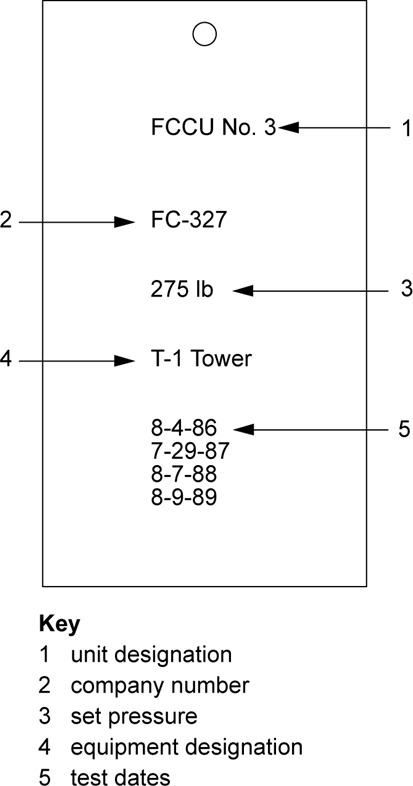 FCCU No. 3 1
2 FC-327
275 lb 3
4 T-1 Tower
8-4-86 5
7-29-87
8-7-88
8-9-89
Key
1 unit designation
2 company number
3 set pressure
4 equipment designation
5 test dates